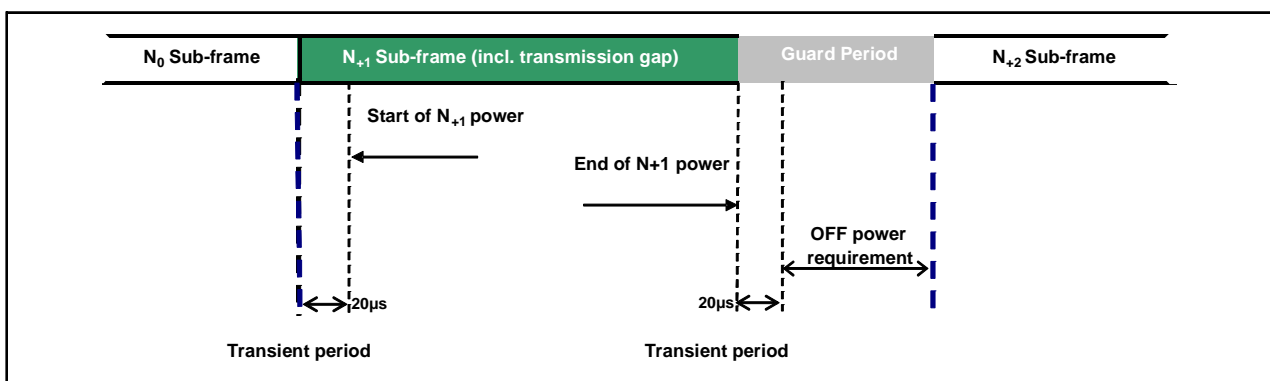 N0 Sub-frame
N+1 Sub-frame (incl. transmission gap)
Guard Period
N+2 Sub-frame
Start of N+1 power
End of N+1 power
OFF power
requirement
20µs
20µs
Transient period
Transient period